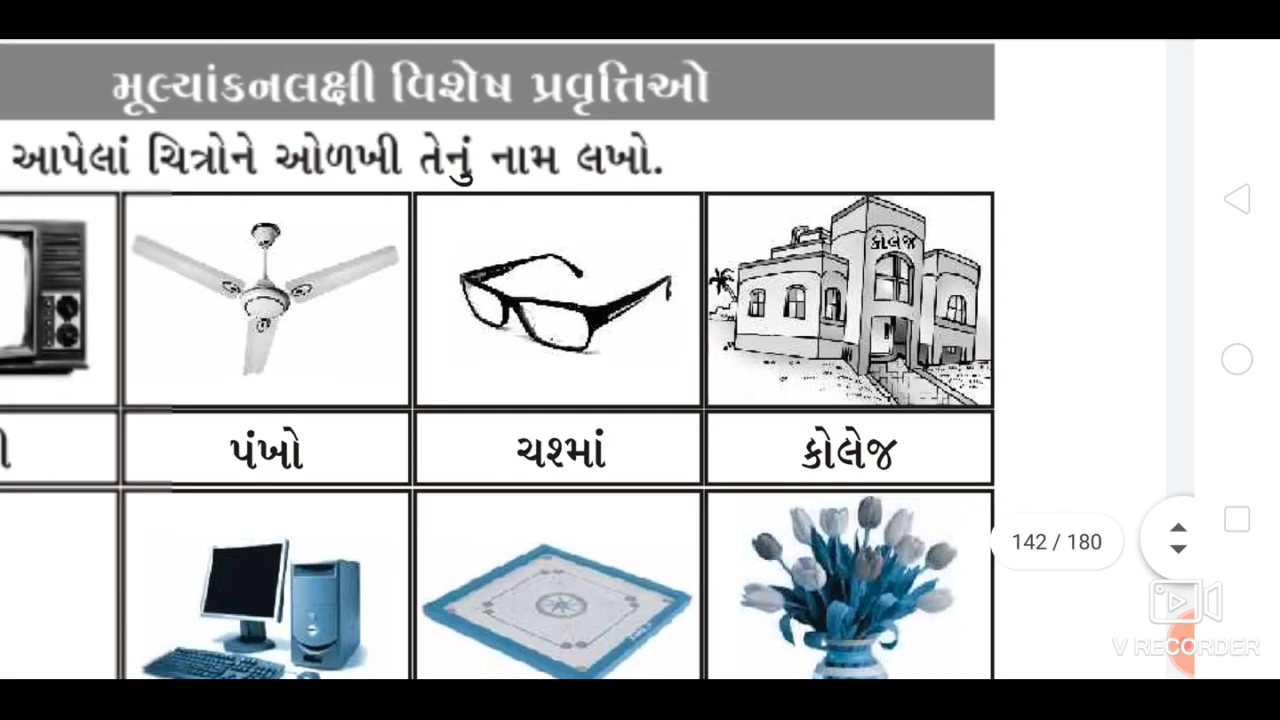 મૂલ્યાંકનલક્ષી વિશેષ પ્રવૃત્તિઓ
આપેલાં ચિત્રોને ઓળખી તેનું નામ લખો.
કોલેજ
પંખો ચશ્માં કોલેજ
142 / 180
V RECORDER